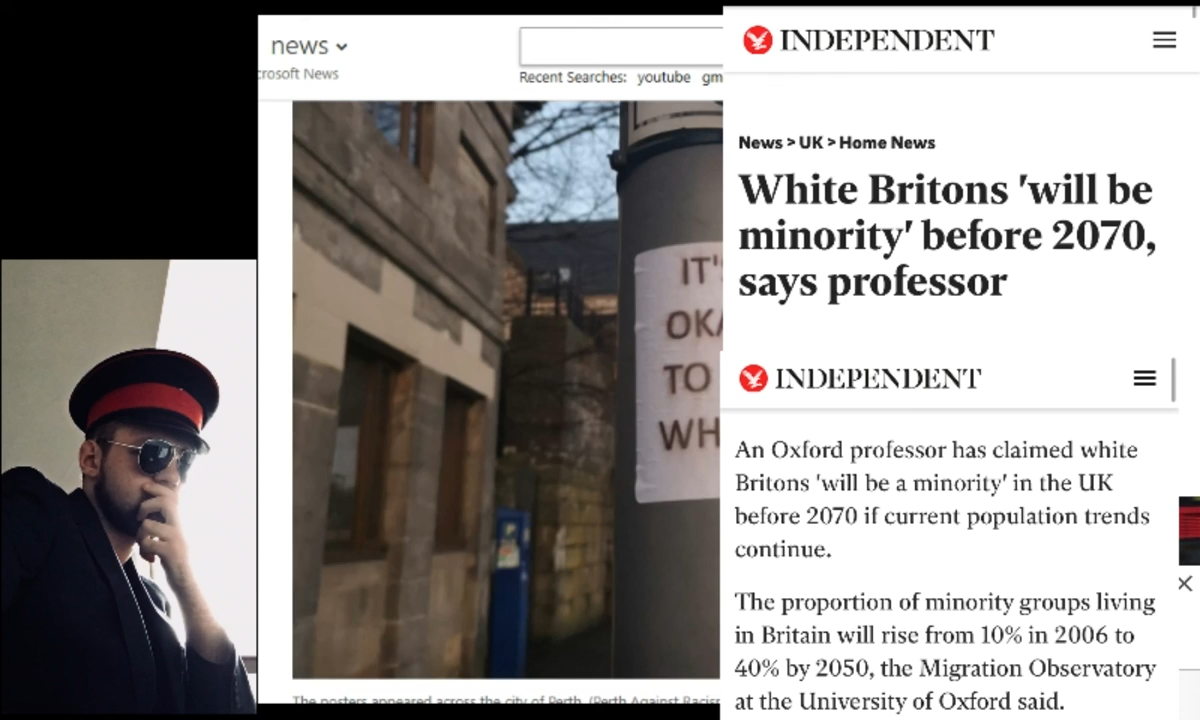 news
crosoft News
Recent Searches: youtube gm
IT'S
OKA
TO
WH
The posters appeared across the city of Perth. (Perth Against Racis
INDEPENDENT
News > UK > Home News
White Britons 'will be
minority' before 2070,
says professor
INDEPENDENT
An Oxford professor has claimed white
Britons 'will be a minority' in the UK
before 2070 if current population trends
continue.
The proportion of minority groups living
in Britain will rise from 10% in 2006 to
40% by 2050, the Migration Observatory
at the University of Oxford said.